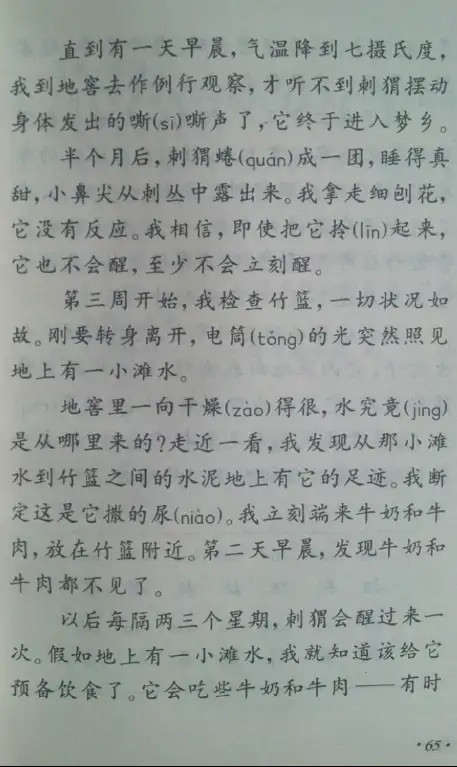 直到有一天早晨，气温降到七摄氏度，
我到地窖去作例行观察，才听不到刺猬摆动
身体发出的嘶(sī)嘶声了，它终于进入梦乡。
半个月后，刺猬蜷(quán)成一团，睡得真
甜，小鼻尖从刺丛中露出来。我拿走细刨花，
它没有反应。我相信，即使把它拎(līn)起来，
它也不会醒，至少不会立刻醒。
第三周开始，我检查竹篮，一切状况如
故。刚要转身离开，电筒(tǒng)的光突然照见
地上有一小滩水。
地窖里一向干燥(zào)得很，水究竟(jìng)
是从哪里来的？走近一看，我发现从那小滩
水到竹篮之间的水泥地上有它的足迹。我断
定这是它撒的尿(niào)。我立刻端来牛奶和牛
肉，放在竹篮附近。第二天早晨，发现牛奶和
牛肉都不见了。
以后每隔两三个星期，刺猬会醒过来一
次。假如地上有一小滩水，我就知道该给它
预备饮食了。它会吃些牛奶和牛肉——有时
·65·